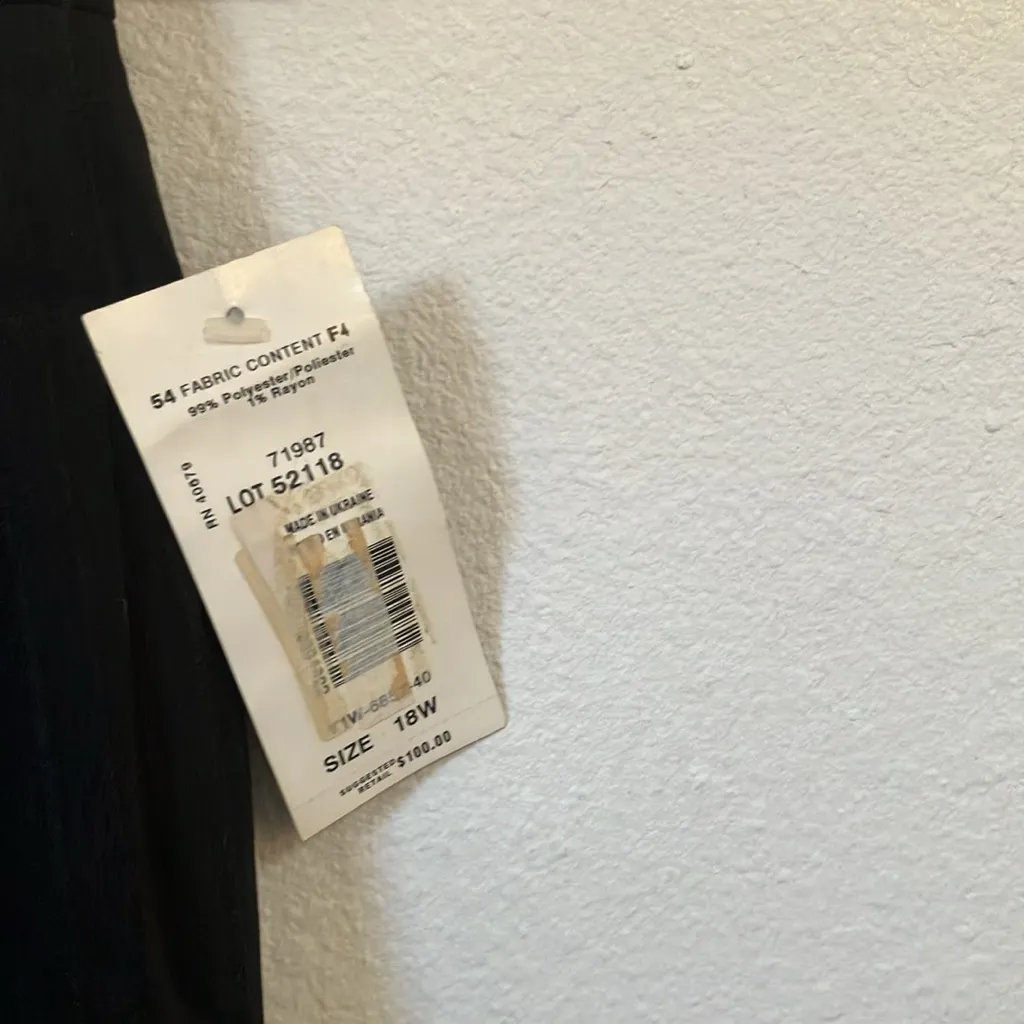 54 FABRIC CONTENT F4
99% Polyester/Poliester
1% Rayon
71987
LOT 52118
RN 40679
MADE IN UKRAINE
EN
SIZE 18W
SUGGESTED RETAIL $100.00